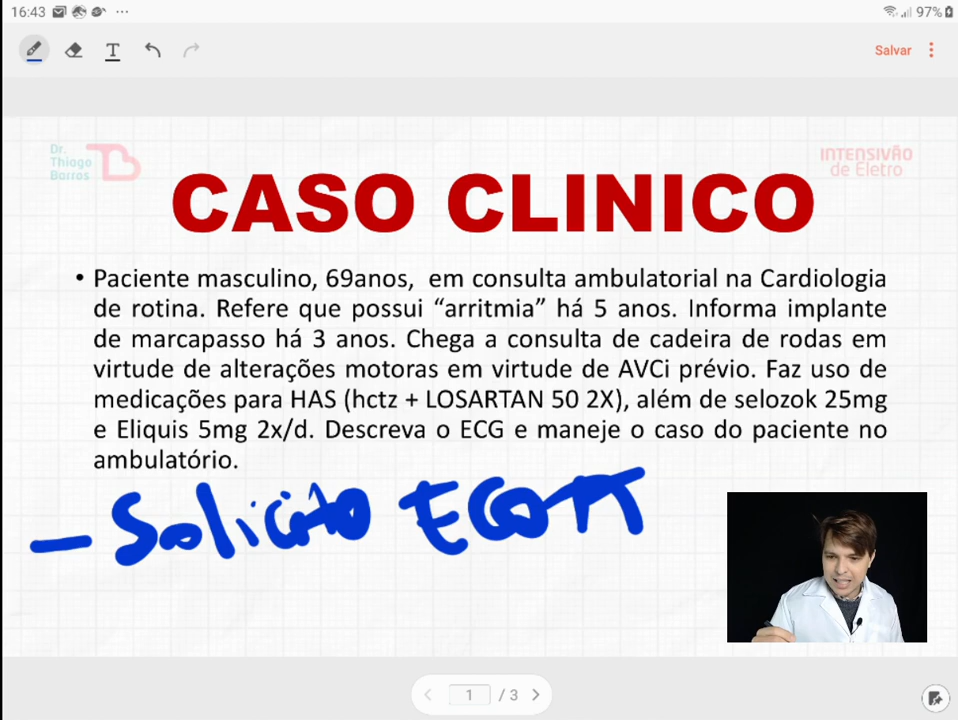 16:43
97%
Salvar
Dr.
Thiago
Barros
INTENSIVÃO
de Eletro
CASO CLINICO
• Paciente masculino, 69anos, em consulta ambulatorial na Cardiologia
de rotina. Refere que possui “arritmia” há 5 anos. Informa implante
de marcapasso há 3 anos. Chega a consulta de cadeira de rodas em
virtude de alterações motoras em virtude de AVCi prévio. Faz uso de
medicações para HAS (hctz + LOSARTAN 50 2X), além de selozok 25mg
e Eliquis 5mg 2x/d. Descreva o ECG e maneje o caso do paciente no
ambulatório.
- Solicito ECOTT
1 / 3